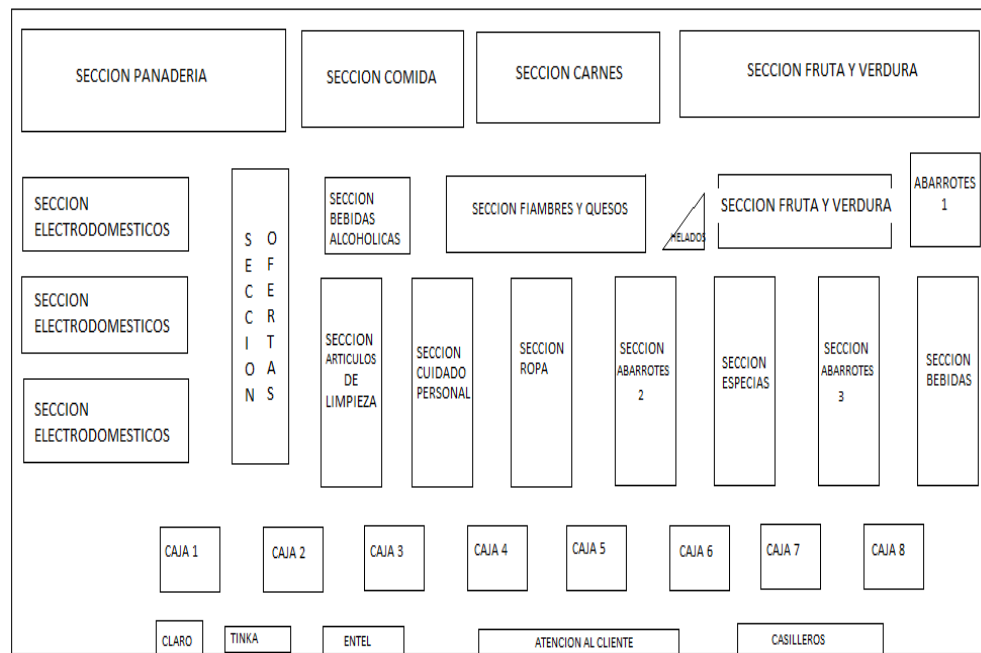 SECCION PANADERIA
SECCION COMIDA
SECCION CARNES
SECCION FRUTA Y VERDURA
SECCION
ELECTRODOMESTICOS
SECCION
OFERTAS
SECCION
BEBIDAS
ALCOHOLICAS
SECCION FIAMBRES Y QUESOS
HELADOS
SECCION FRUTA Y VERDURA
ABARROTES
1
SECCION
ELECTRODOMESTICOS
SECCION
ELECTRODOMESTICOS
SECCION
ARTICULOS
DE
LIMPIEZA
SECCION
CUIDADO
PERSONAL
SECCION
ROPA
SECCION
ABARROTES
2
SECCION
ESPECIAS
SECCION
ABARROTES
3
SECCION
BEBIDAS
CAJA 1
CAJA 2
CAJA 3
CAJA 4
CAJA 5
CAJA 6
CAJA 7
CAJA 8
CLARO
TINKA
ENTEL
ATENCION AL CLIENTE
CASILLEROS